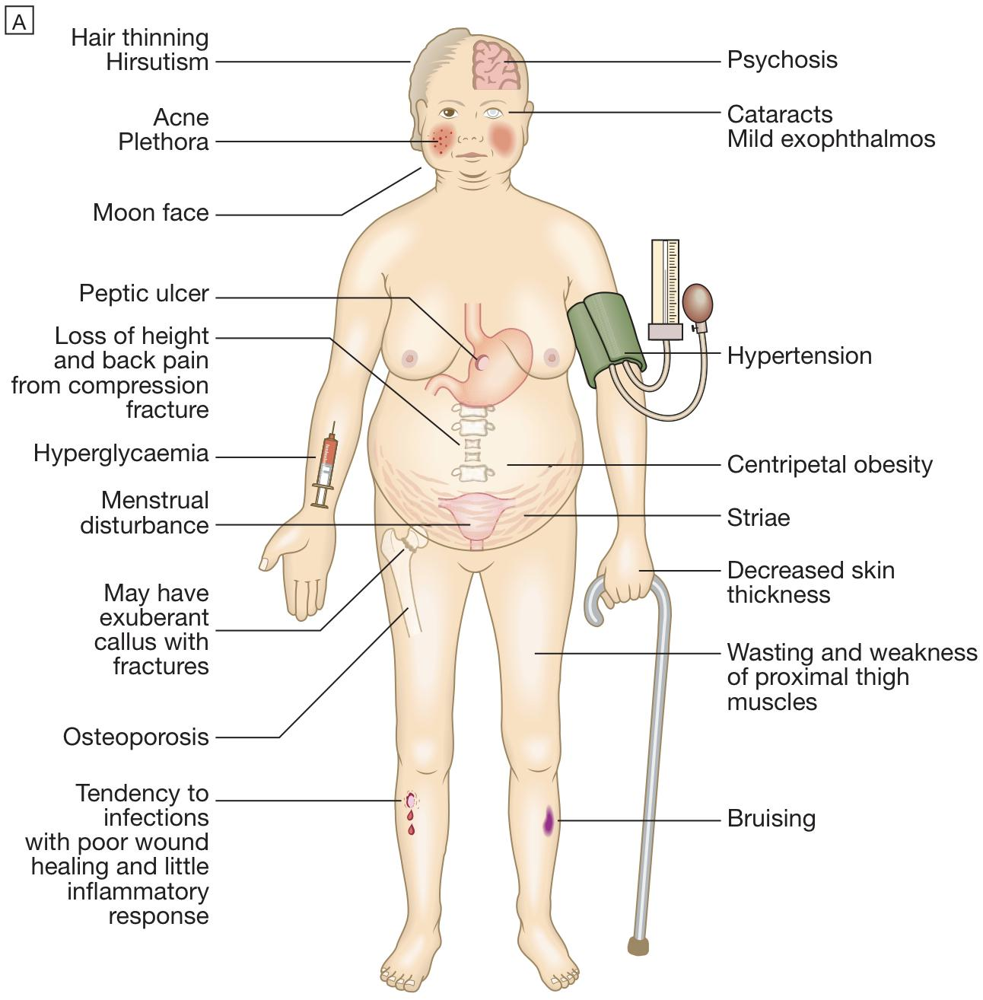 A
Hair thinning
Hirsutism
Acne
Plethora
Moon face
Peptic ulcer
Loss of height
and back pain
from compression
fracture
Hyperglycaemia
Menstrual
disturbance
May have
exuberant
callus with
fractures
Osteoporosis
Tendency to
infections
with poor wound
healing and little
inflammatory
response
Psychosis
Cataracts
Mild exophthalmos
Hypertension
Centripetal obesity
Striae
Decreased skin
thickness
Wasting and weakness
of proximal thigh
muscles
Bruising